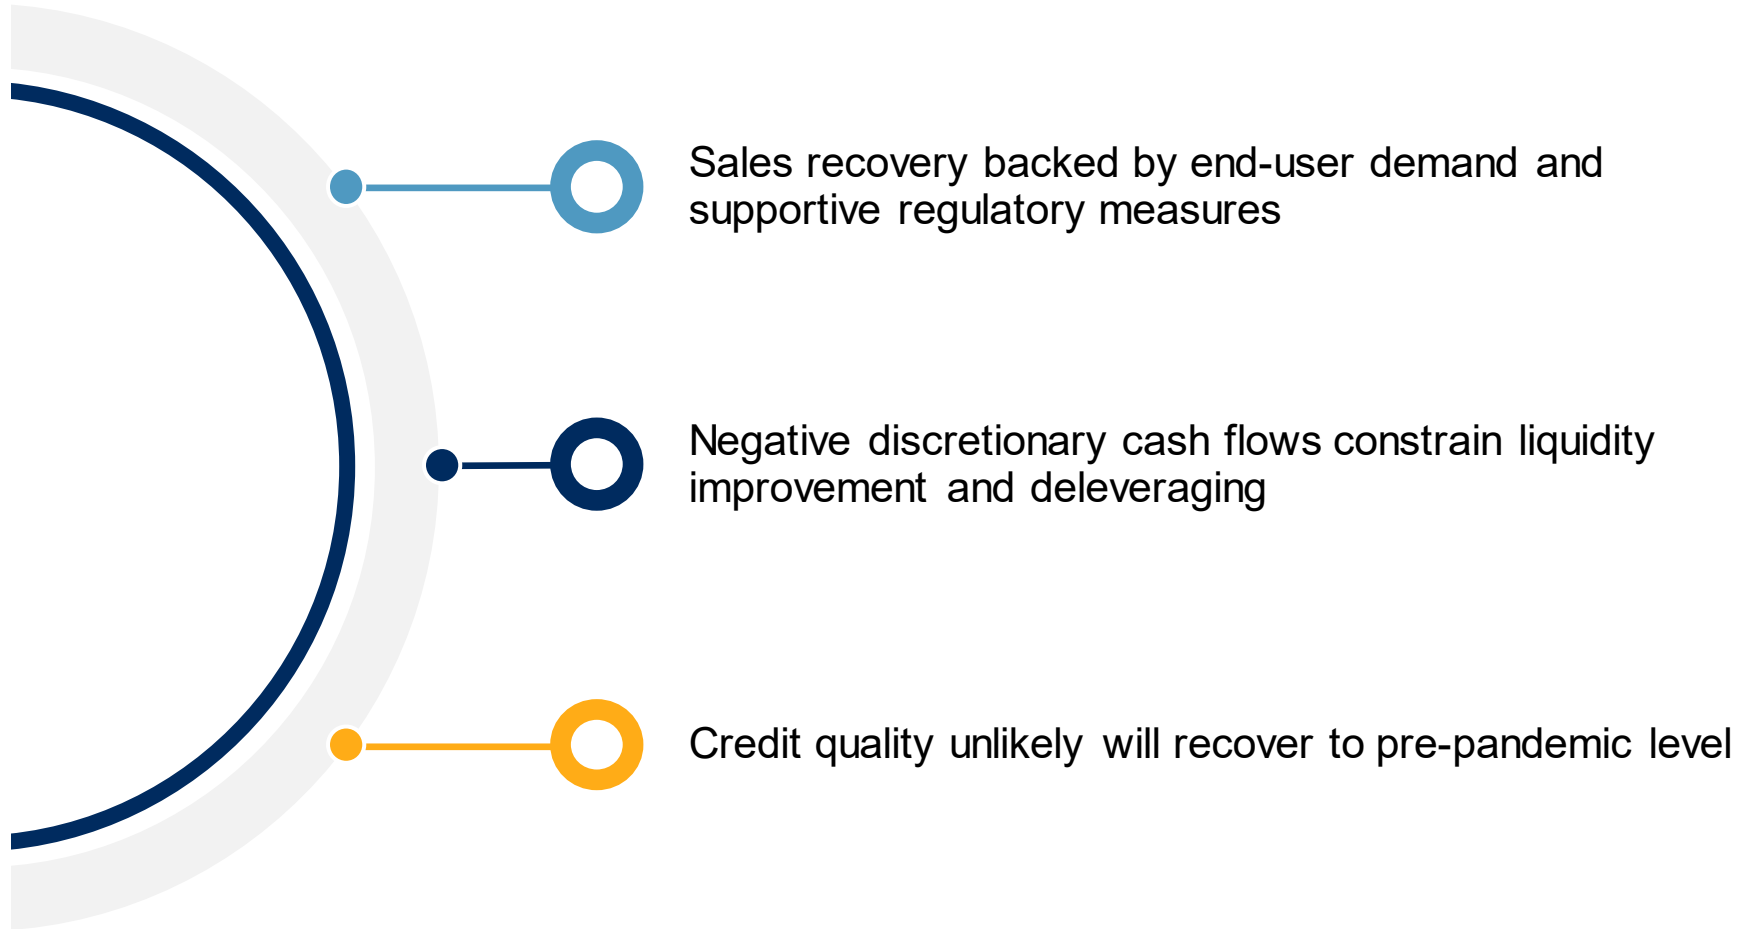 Sales recovery backed by end-user demand and
supportive regulatory measures
Negative discretionary cash flows constrain liquidity
improvement and deleveraging
Credit quality unlikely will recover to pre-pandemic level